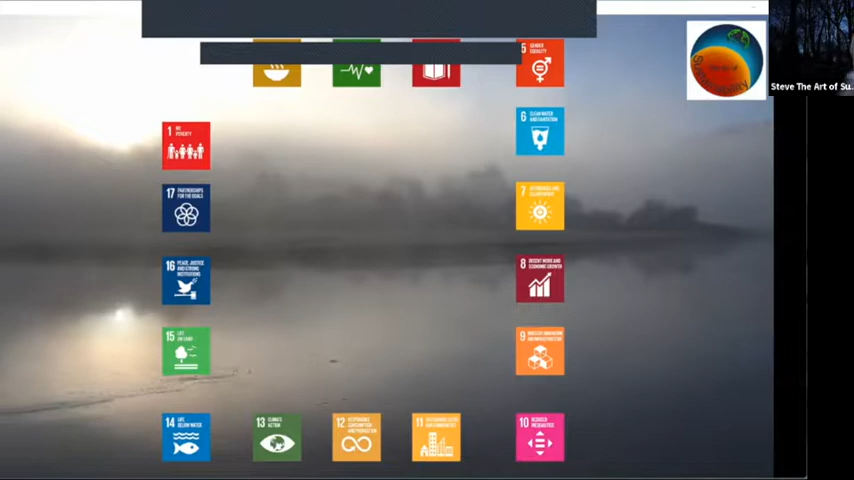 5 GENDER
EQUALITY
Steve The Art of Su...
6 CLEAN WATER
AND SANITATION
1 NO
POVERTY
17 PARTNERSHIPS
FOR THE GOALS
7 AFFORDABLE AND
CLEAN ENERGY
16 PEACE, JUSTICE
AND STRONG
INSTITUTIONS
8 DECENT WORK AND
ECONOMIC GROWTH
15 LIFE
ON LAND
9 INDUSTRY, INNOVATION
AND INFRASTRUCTURE
14 LIFE
BELOW WATER
13 CLIMATE
ACTION
12 RESPONSIBLE
CONSUMPTION
AND PRODUCTION
11 SUSTAINABLE CITIES
AND COMMUNITIES
10 REDUCED
INEQUALITIES